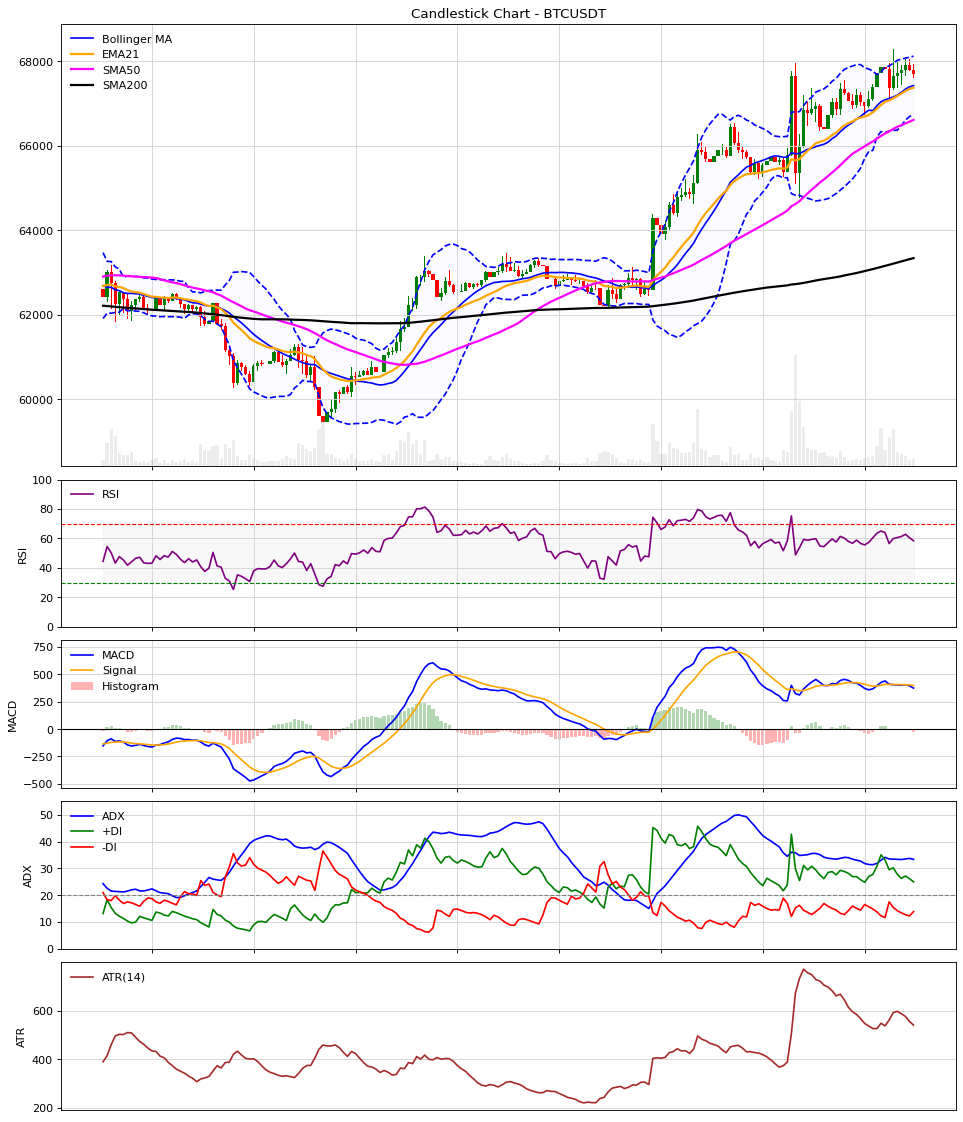 Candlestick Chart - BTCUSDT
Bollinger MA
EMA21
SMA50
SMA200
68000
66000
64000
62000
60000
RSI
RSI
100
80
60
40
20
0
MACD
MACD
Signal
Histogram
750
500
250
0
−250
−500
ADX
ADX
+DI
-DI
50
40
30
20
10
0
ATR
ATR(14)
600
400
200